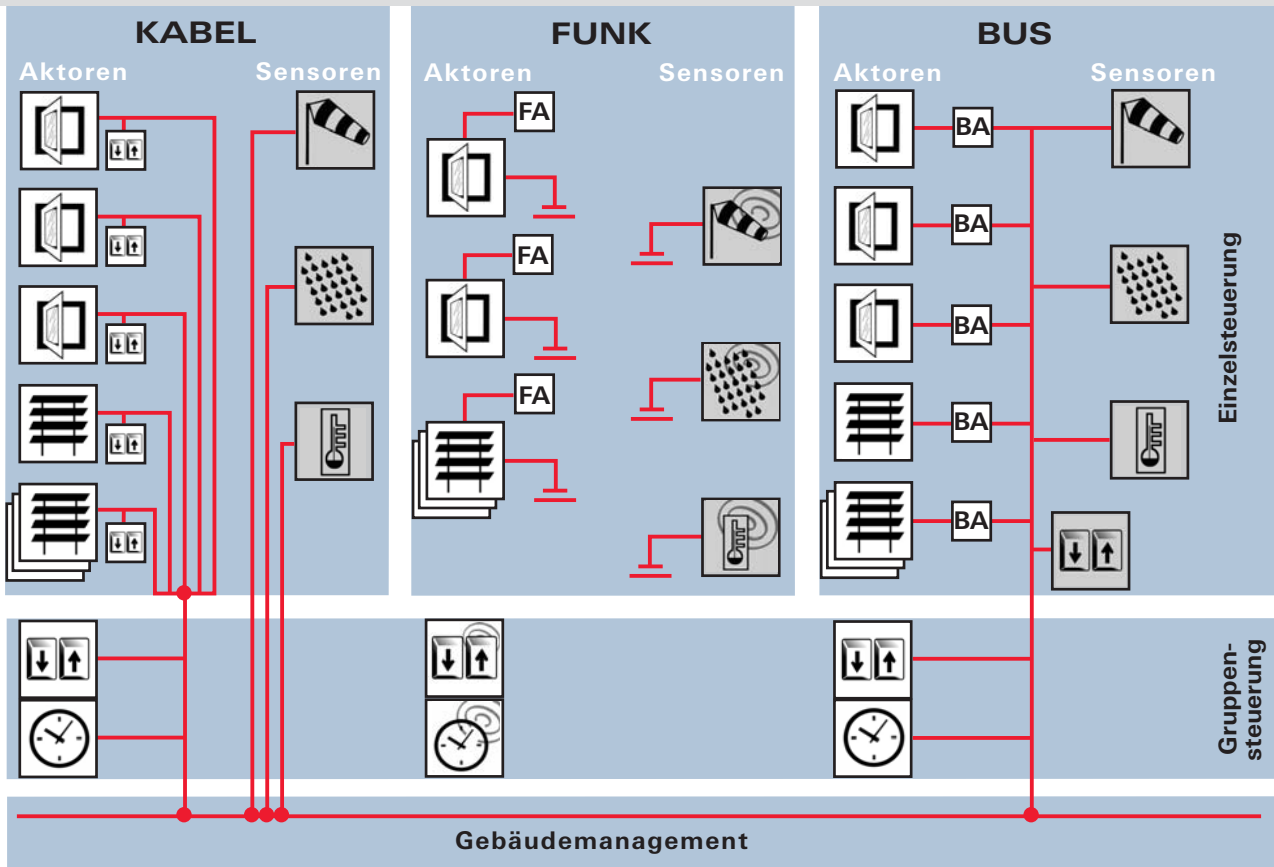 KABEL
Aktoren
Sensoren
FUNK
Aktoren
Sensoren
FA
FA
FA
BUS
Aktoren
Sensoren
BA
BA
BA
BA
BA
Einzelsteuerung
Gruppen-
steuerung
Gebäudemanagement